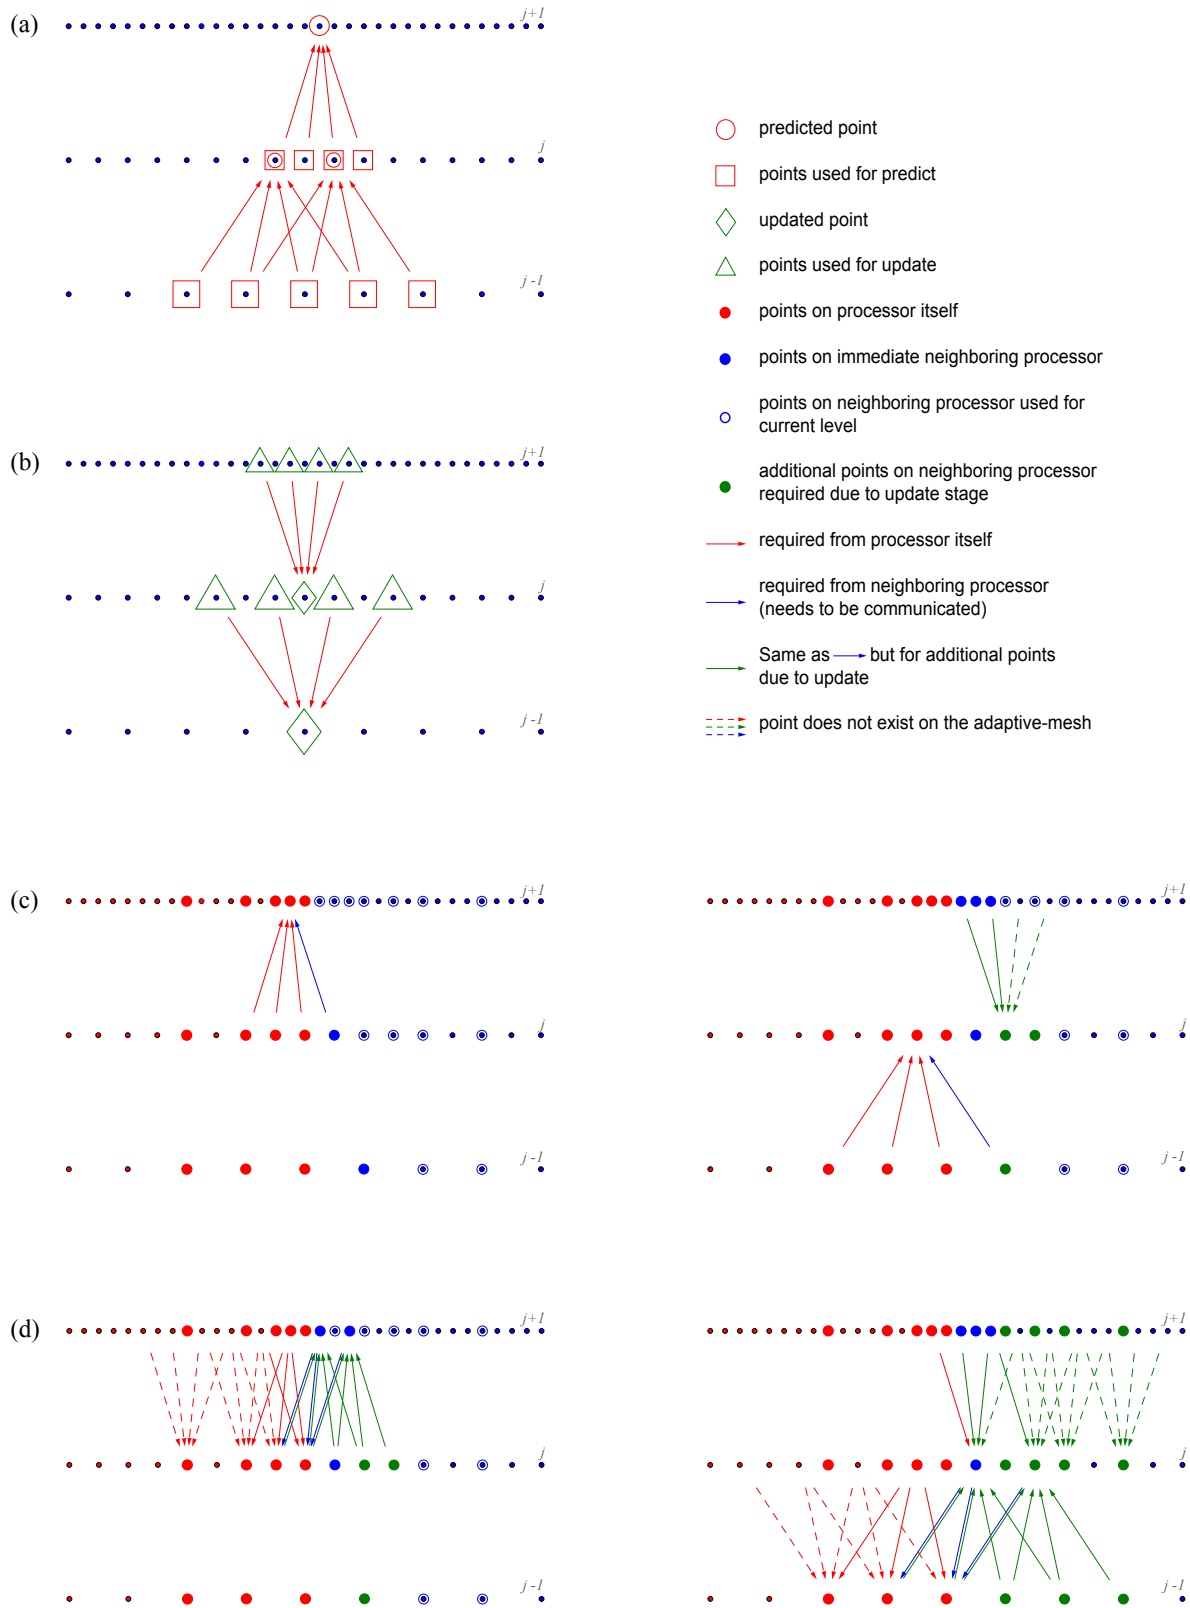 (a)
j+1
j
j -1
predicted point
points used for predict
updated point
points used for update
points on processor itself
points on immediate neighboring processor
points on neighboring processor used for
current level
additional points on neighboring processor
required due to update stage
required from processor itself
required from neighboring processor
(needs to be communicated)
Same as but for additional points
due to update
point does not exist on the adaptive-mesh
(b)
j+1
j
j -1
(c)
j+1
j
j -1
j+1
j
j -1
(d)
j+1
j
j -1
j+1
j
j -1